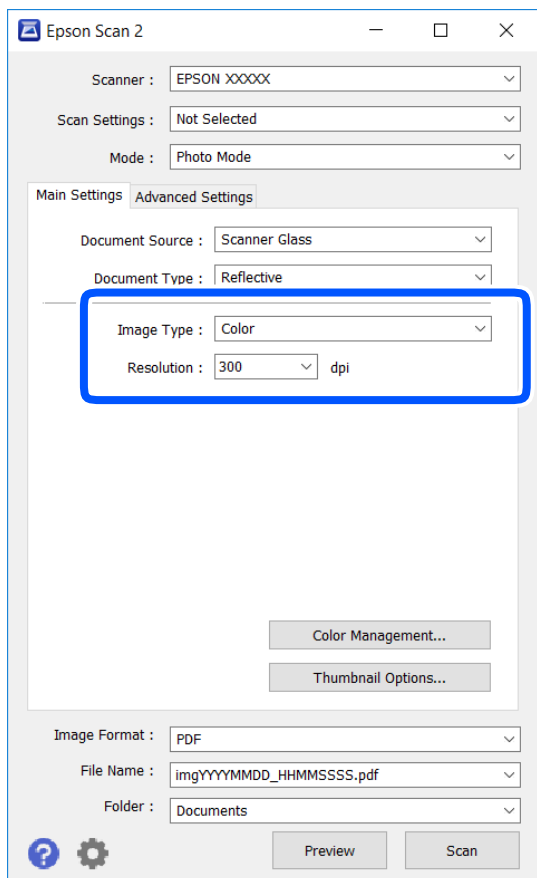 Epson Scan 2
Scanner : EPSON XXXXX
Scan Settings : Not Selected
Mode : Photo Mode
Main Settings Advanced Settings
Document Source : Scanner Glass
Document Type : Reflective
Image Type : Color
Resolution : 300 dpi
Color Management...
Thumbnail Options...
Image Format : PDF
File Name : imgYYYYMMDD_HHMMSSSS.pdf
Folder : Documents
? Preview Scan